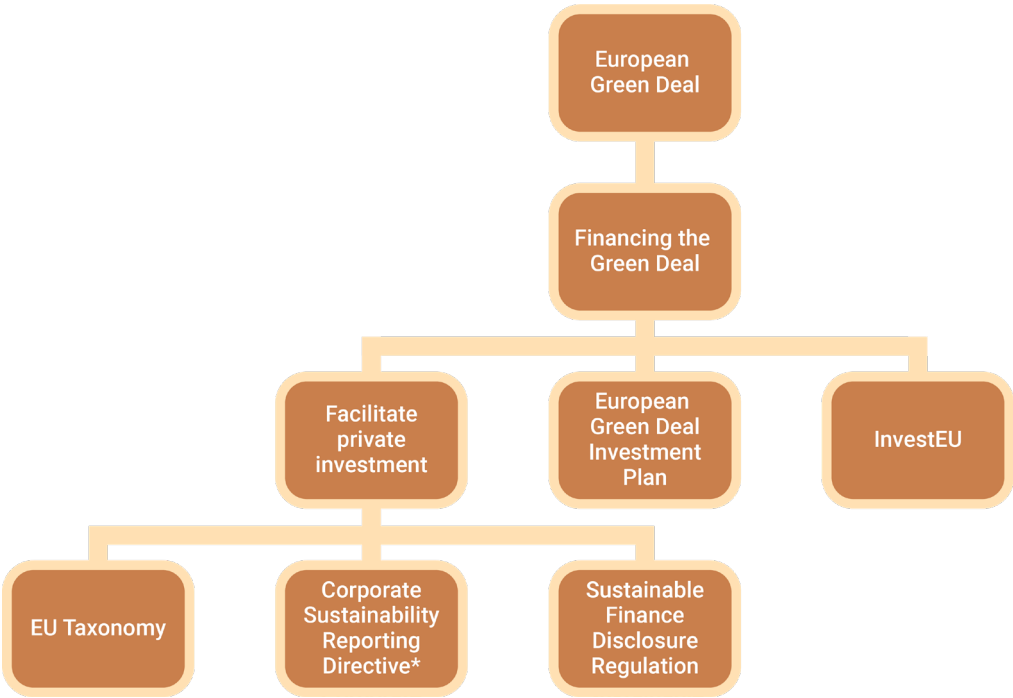 European
Green Deal
Financing the
Green Deal
Facilitate
private
investment
European
Green Deal
Investment
Plan
InvestEU
EU Taxonomy
Corporate
Sustainability
Reporting
Directive*
Sustainable
Finance
Disclosure
Regulation